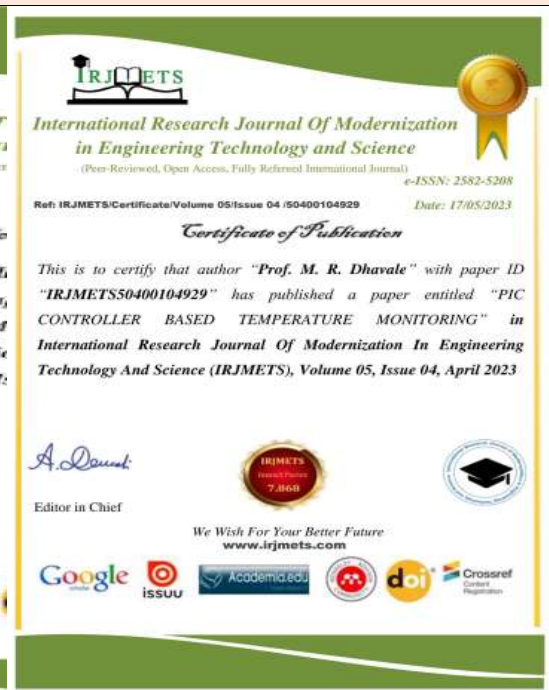 IRJMETS
International Research Journal Of Modernization
in Engineering Technology and Science
(Peer-Reviewed, Open Access, Fully Refereed International Journal)
e-ISSN: 2582-5208
Ref: IRJMETS/Certificate/Volume 05/Issue 04 /50400104929
Date: 17/05/2023
Certificate of Publication
This is to certify that author "Prof. M. R. Dhavale" with paper ID
"IRJMETS50400104929" has published a paper entitled "PIC
CONTROLLER BASED TEMPERATURE MONITORING" in
International Research Journal Of Modernization In Engineering
Technology And Science (IRJMETS), Volume 05, Issue 04, April 2023
Editor in Chief
IRJMETS
7.868
We Wish For Your Better Future
www.irjmets.com
Google
issuu
Academia.edu
doi
Crossref
Content
Registration